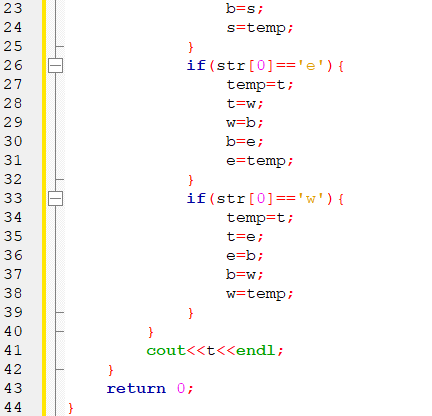 23 b=s;
24 s=temp;
25 }
26 if(str[0]=='e'){
27 temp=t;
28 t=w;
29 w=b;
30 b=e;
31 e=temp;
32 }
33 if(str[0]=='w'){
34 temp=t;
35 t=e;
36 e=b;
37 b=w;
38 w=temp;
39 }
40 }
41 cout<<t<<endl;
42 }
43 return 0;
44 }